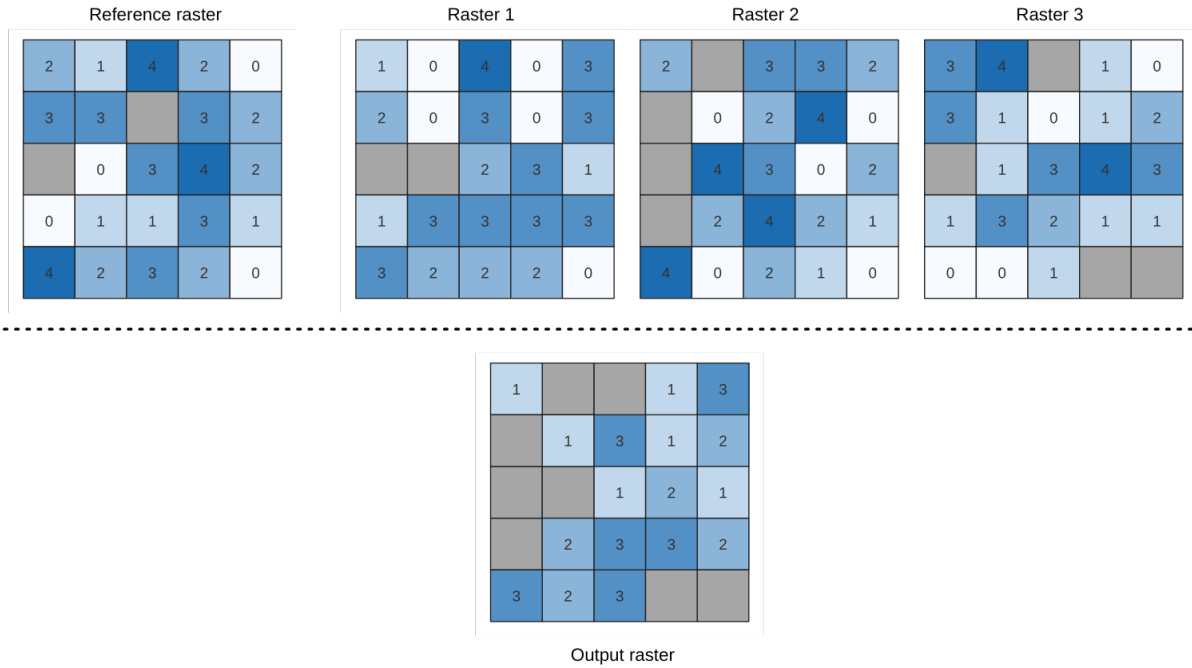 Reference raster Raster 1 Raster 2 Raster 3
2 1 4 2 0 1 0 4 0 3 2 3 3 2 3 4 1 0
3 3 3 2 2 0 3 0 3 0 2 4 0 3 1 0 1 2
0 3 4 2 2 3 1 4 3 0 2 1 3 4 3
0 1 1 3 1 1 3 3 3 3 2 4 2 1 1 3 2 1 1
4 2 3 2 0 3 2 2 2 0 4 0 2 1 0 0 0 1
1 1 3
1 3 1 2
1 2 1
2 3 3 2
3 2 3
Output raster